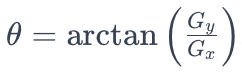 θ = arctan(G_y/G_x)